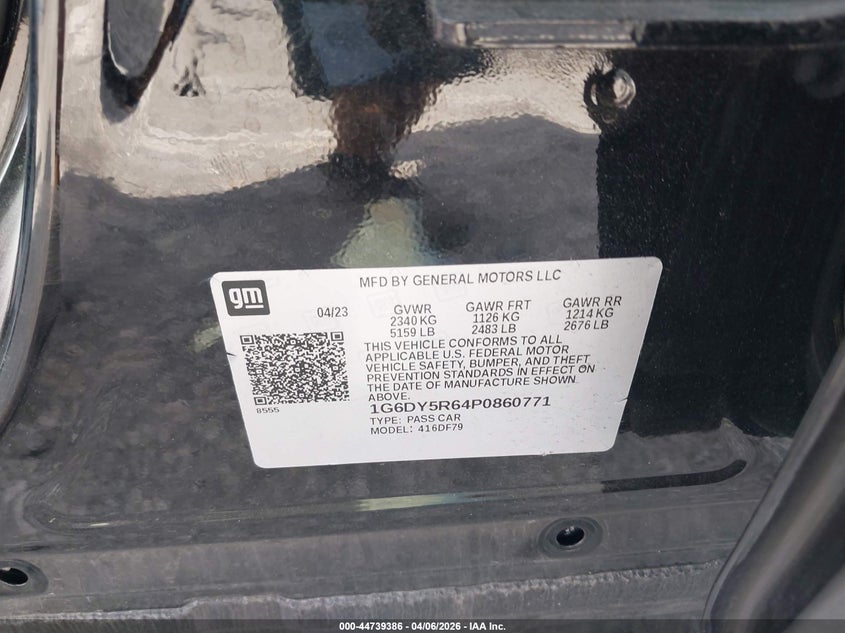 MFD BY GENERAL MOTORS LLC
gm
04/23
GVWR GAWR FRT GAWR RR
2340 KG 1126 KG 1214 KG
5159 LB 2483 LB 2676 LB
THIS VEHICLE CONFORMS TO ALL
APPLICABLE U.S. FEDERAL MOTOR
VEHICLE SAFETY, BUMPER, AND THEFT
PREVENTION STANDARDS IN EFFECT ON
THE DATE OF MANUFACTURE SHOWN
ABOVE.
8555
1G6DY5R64P0860771
TYPE: PASS CAR
MODEL: 416DF79
000-44739386 - 04/06/2026 - IAA Inc.